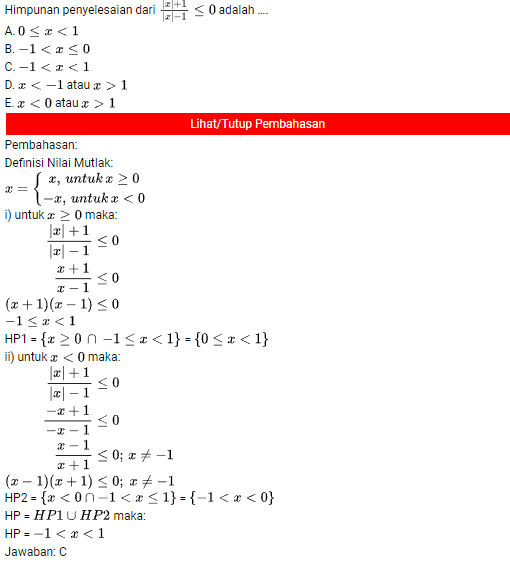 Himpunan penyelesaian dari $\frac{|x|+1}{|x|-1} \leq 0$ adalah ....
A. $0 \leq x < 1$
B. $-1 < x \leq 0$
C. $-1 < x < 1$
D. $x < -1$ atau $x > 1$
E. $x < 0$ atau $x > 1$
Lihat/Tutup Pembahasan
Pembahasan:
Definisi Nilai Mutlak:
$x = \begin{cases} x, \ untuk \, x \geq 0 \\ -x, \ untuk \, x < 0 \end{cases}$
i) untuk $x \geq 0$ maka:
$\frac{|x|+1}{|x|-1} \leq 0$
$\frac{x+1}{x-1} \leq 0$
$(x+1)(x-1) \leq 0$
$-1 \leq x < 1$
HP1 = $\{x \geq 0 \cap -1 \leq x < 1\}$ = $\{0 \leq x < 1\}$
ii) untuk $x < 0$ maka:
$\frac{|x|+1}{|x|-1} \leq 0$
$\frac{-x+1}{-x-1} \leq 0$
$\frac{x-1}{x+1} \leq 0; \ x \neq -1$
$(x-1)(x+1) \leq 0; \ x \neq -1$
HP2 = $\{x < 0 \cap -1 < x \leq 1\}$ = $\{-1 < x < 0\}$
HP = $HP1 \cup HP2$ maka:
HP = $-1 < x < 1$
Jawaban: C